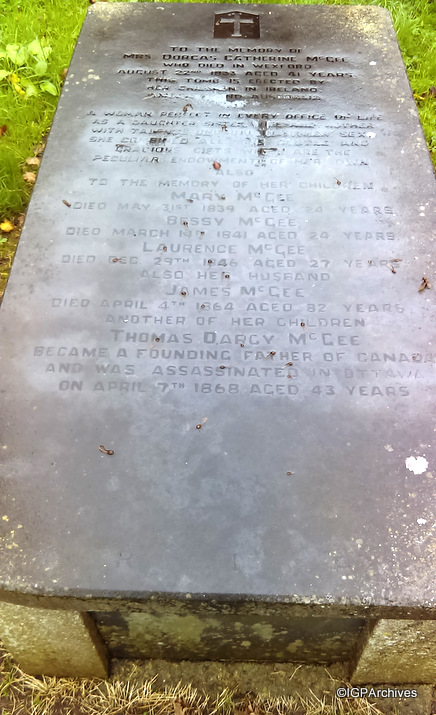 TO THE MEMORY OF
MRS DORCAS CATHERINE McGEE
WHO DIED IN WEXFORD
AUGUST 22ND AGED 41 YEARS
THIS TOMB IS ERECTED BY
HER CHILDREN IN IRELAND
A WOMAN PERFECT IN EVERY OFFICE OF LIFE
AS A DAUGHTER SISTER
WITH
SHE
PECULIAR ENDOWMENTS OF HER OWN
ALSO
TO THE MEMORY OF HER CHILDREN
MARY McGEE
DIED MAY 31ST 1839 AGED 24 YEARS
BESSY McGEE
DIED MARCH 1841 AGED 24 YEARS
LAURENCE McGEE
DIED DEC 29TH 1846 AGED 27 YEARS
ALSO HER HUSBAND
JAMES McGEE
DIED APRIL 4TH 1864 AGED 82 YEARS
ANOTHER OF HER CHILDREN
THOMAS DARCY McGEE
BECAME A FOUNDING FATHER OF CANADA
AND WAS ASSASSINATED IN OTTAWA
ON APRIL 7TH 1868 AGED 43 YEARS
©IGPArchives